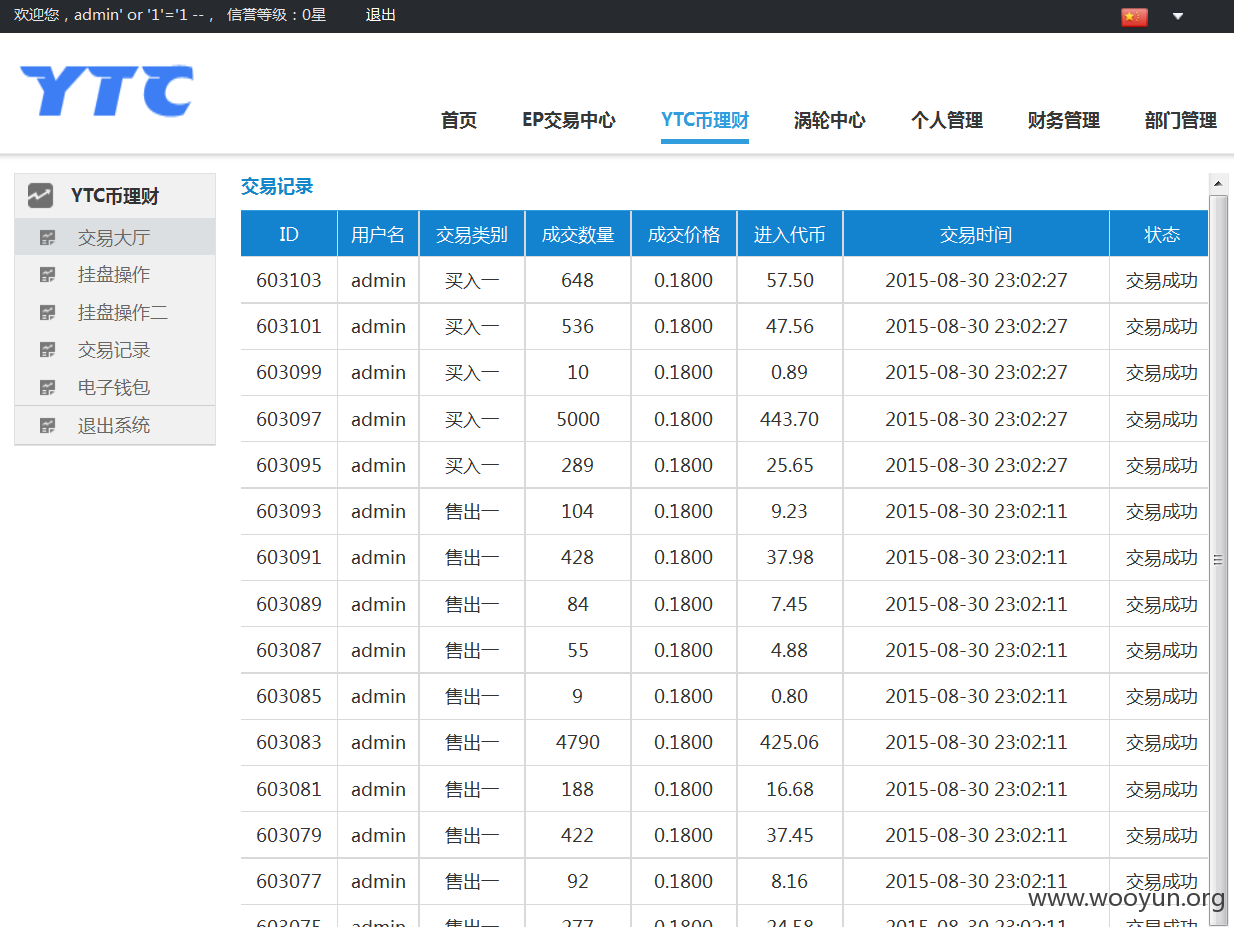 欢迎您，admin' or '1'='1 -- ， 信誉等级：0星 退出
YTC
首页 EP交易中心 YTC币理财 涡轮中心 个人管理 财务管理 部门管理
YTC币理财
交易大厅
挂盘操作
挂盘操作二
交易记录
电子钱包
退出系统
交易记录
ID 用户名 交易类别 成交数量 成交价格 进入代币 交易时间 状态
603103 admin 买入一 648 0.1800 57.50 2015-08-30 23:02:27 交易成功
603101 admin 买入一 536 0.1800 47.56 2015-08-30 23:02:27 交易成功
603099 admin 买入一 10 0.1800 0.89 2015-08-30 23:02:27 交易成功
603097 admin 买入一 5000 0.1800 443.70 2015-08-30 23:02:27 交易成功
603095 admin 买入一 289 0.1800 25.65 2015-08-30 23:02:27 交易成功
603093 admin 售出一 104 0.1800 9.23 2015-08-30 23:02:11 交易成功
603091 admin 售出一 428 0.1800 37.98 2015-08-30 23:02:11 交易成功
603089 admin 售出一 84 0.1800 7.45 2015-08-30 23:02:11 交易成功
603087 admin 售出一 55 0.1800 4.88 2015-08-30 23:02:11 交易成功
603085 admin 售出一 9 0.1800 0.80 2015-08-30 23:02:11 交易成功
603083 admin 售出一 4790 0.1800 425.06 2015-08-30 23:02:11 交易成功
603081 admin 售出一 188 0.1800 16.68 2015-08-30 23:02:11 交易成功
603079 admin 售出一 422 0.1800 37.45 2015-08-30 23:02:11 交易成功
603077 admin 售出一 92 0.1800 8.16 2015-08-30 23:02:11 交易成功
www.wooyun.org
603075 admin 售出一 277 0.1800 24.58 2015-08-30 23:02:11 交易成功